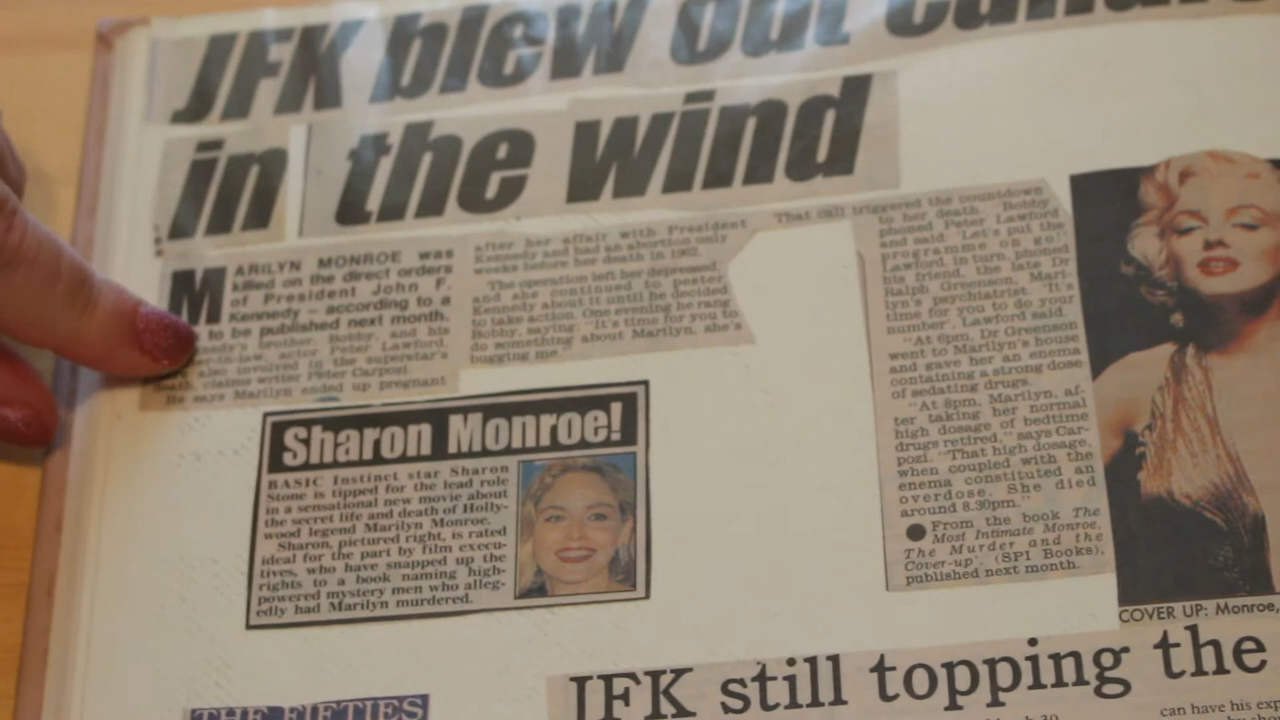 JFK blew out
in the wind
MARILYN MONROE was
killed on the direct orders
of President John F.
Kennedy – according to a
to be published next month.
brother, Bobby, and his
actor Peter Lawford,
also involved in the superstar's
death, claims writer Peter Carpozi.
He says Marilyn ended up pregnant
after her affair with President
Kennedy and had an abortion only
weeks before her death in 1962.
The operation left her depressed,
and she continued to pester
Kennedy about it until he decided
to take action. One evening he rang
Bobby, saying: "It's time for you to
do something about Marilyn, she's
bugging me."
That call triggered the countdown
to her death. Bobby
phoned Peter Lawford
and said: 'Let's put the
programme on go!'
Lawford, in turn, phoned
his friend, the late Dr
Ralph Greenson, Mari-
lyn's psychiatrist. 'It's
time for you to do your
number', Lawford said.
"At 6pm, Dr Greenson
went to Marilyn's house
and gave her an enema
containing a strong dose
of sedating drugs.
"At 8pm, Marilyn, af-
ter taking her normal
high dosage of bedtime
drugs retired," says Car-
pozi. "That high dosage,
when coupled with the
enema constituted an
overdose. She died
around 8.30pm."
● From the book The
Most Intimate Monroe,
The Murder and the
Cover-up', (SPI Books),
published next month.
Sharon Monroe!
BASIC Instinct star Sharon
Stone is tipped for the lead role
in a sensational new movie about
the secret life and death of Holly-
wood legend Marilyn Monroe.
Sharon, pictured right, is rated
ideal for the part by film execu-
tives, who have snapped up the
rights to a book naming high-
powered mystery men who alleg-
edly had Marilyn murdered.
COVER UP: Monroe,
JFK still topping the
THE FIFTIES
can have his exp